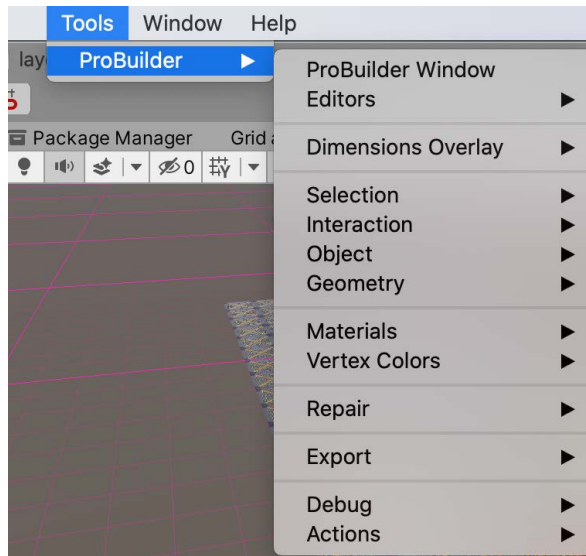 Tools Window Help
lay
ProBuilder
ProBuilder Window
Editors
Package Manager Grid
0
Dimensions Overlay
Selection
Interaction
Object
Geometry
Materials
Vertex Colors
Repair
Export
Debug
Actions